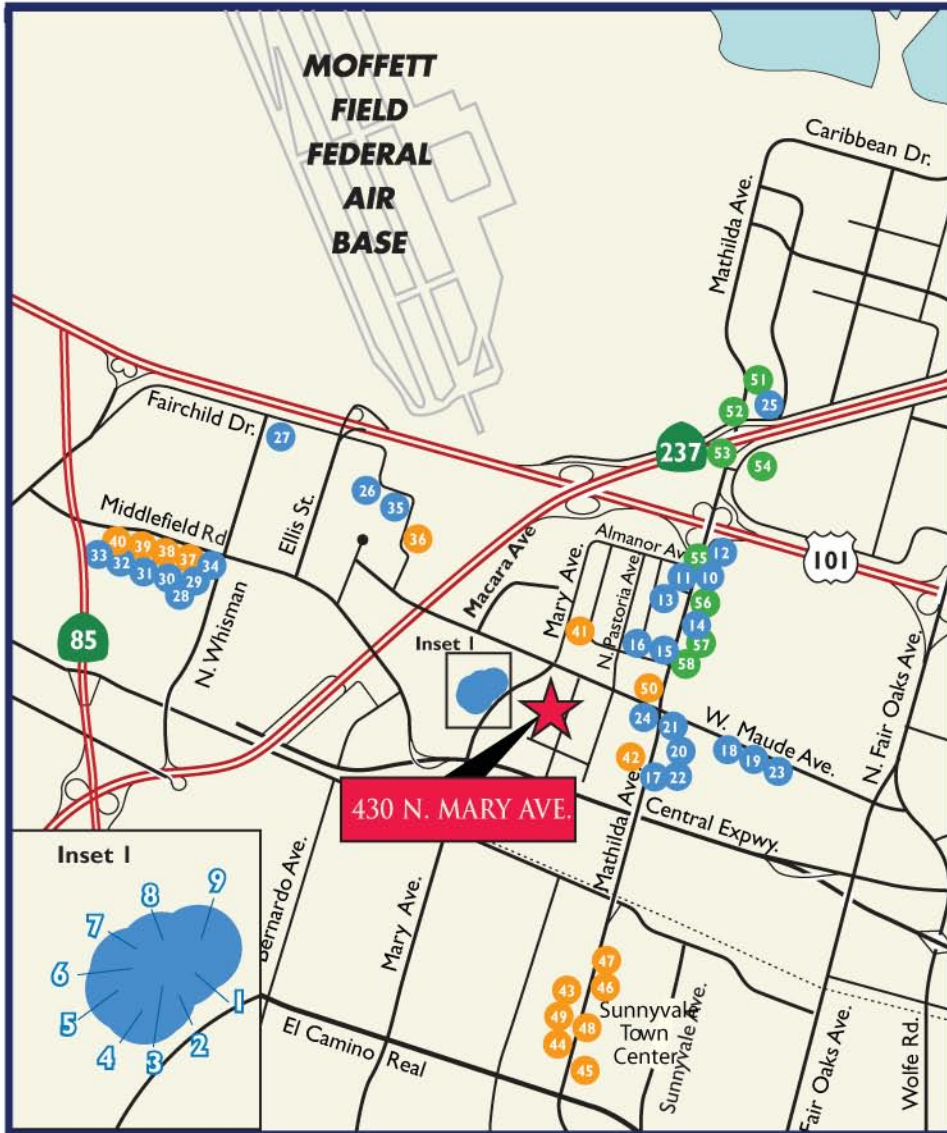 MOFFETT
FIELD
FEDERAL
AIR
BASE
Caribbean Dr.
Mathilda Ave.
51
25
52
Fairchild Dr.
27
237
53
54
26
35
Ellis St.
Middlefield Rd
36
40
39
38
37
33
32
31
30
29
34
28
Macara Ave
Mary Ave.
Almanor Av
55
12
101
11
10
13
56
N. Pastoria Ave.
14
41
16
15
57
58
85
N. Whisman
Inset 1
50
24
21
W. Maude Ave.
N. Fair Oaks Ave.
18
19
23
20
42
17
22
430 N. MARY AVE.
Mathilda Ave.
Central Expwy.
Inset 1
9
8
7
6
5
4
3
2
1
Bernardo Ave.
Mary Ave.
47
43
46
49
48
44
45
Sunnyvale
Town
Center
Sunnyvale Ave.
El Camino Real
Fair Oaks Ave.
Wolfe Rd.